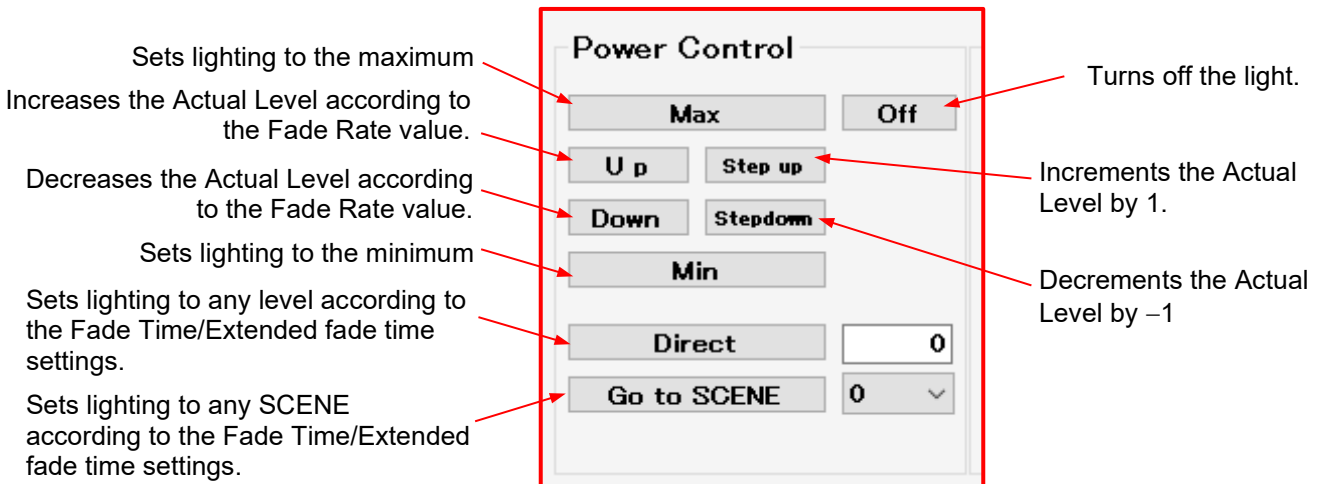 Power Control
Sets lighting to the maximum
Increases the Actual Level according to
the Fade Rate value.
Decreases the Actual Level according
to the Fade Rate value.
Sets lighting to the minimum
Sets lighting to any level according to
the Fade Time/Extended fade time
settings.
Sets lighting to any SCENE
according to the Fade Time/Extended
fade time settings.
Max
Off
U p
Step up
Down
Stepdown
Min
Direct
0
Go to SCENE
0
Turns off the light.
Increments the Actual
Level by 1.
Decrements the Actual
Level by −1